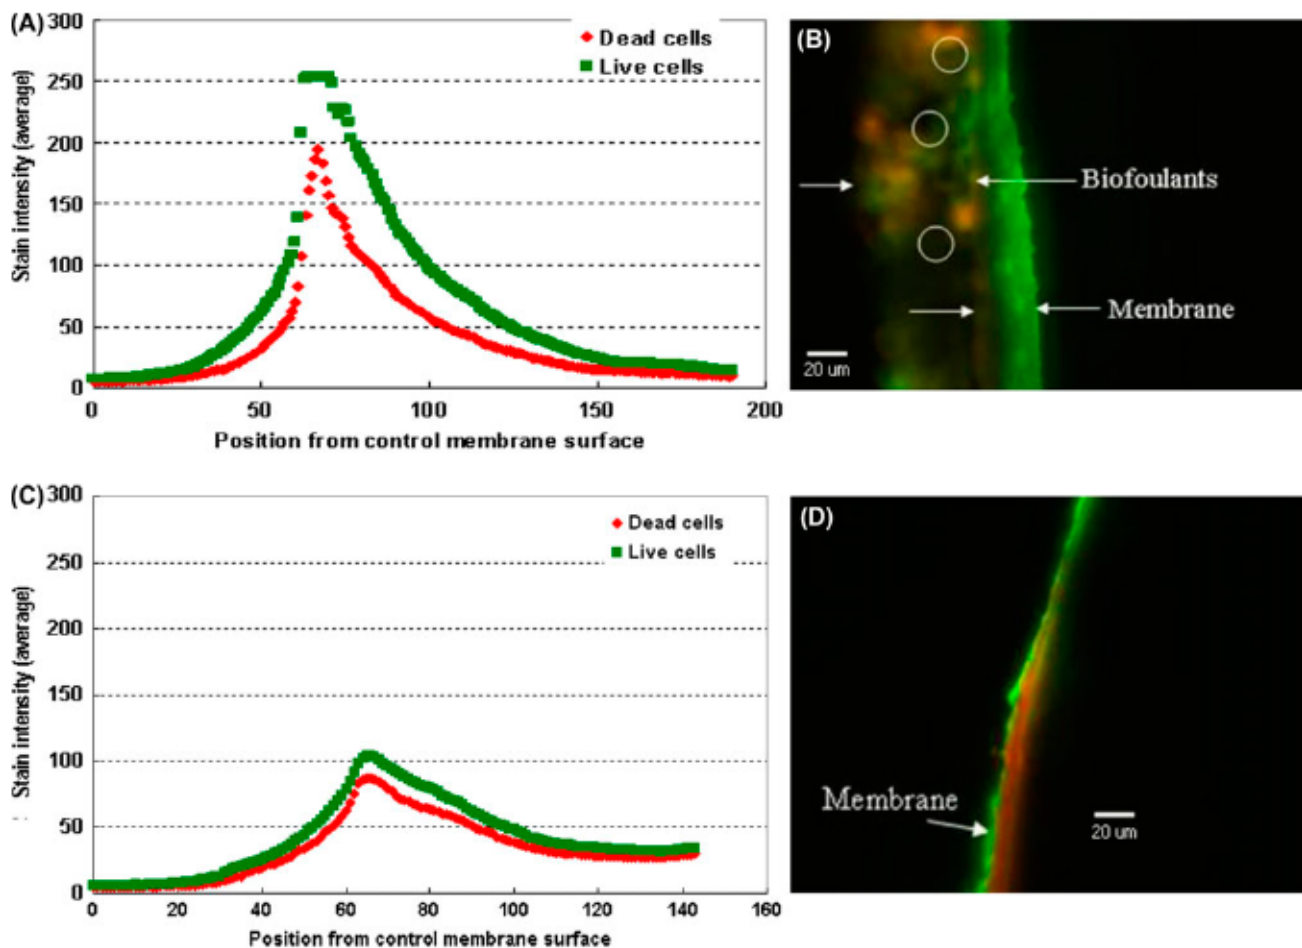 (A)
300
250
200
150
100
50
0
Stain intensity (average)
Dead cells
Live cells
0 50 100 150 200
Position from control membrane surface
(B)
Biofoulants
Membrane
20 um
(C)
300
250
200
150
100
50
0
Stain intensity (average)
Dead cells
Live cells
0 20 40 60 80 100 120 140 160
Position from control membrane surface
(D)
Membrane
20 um